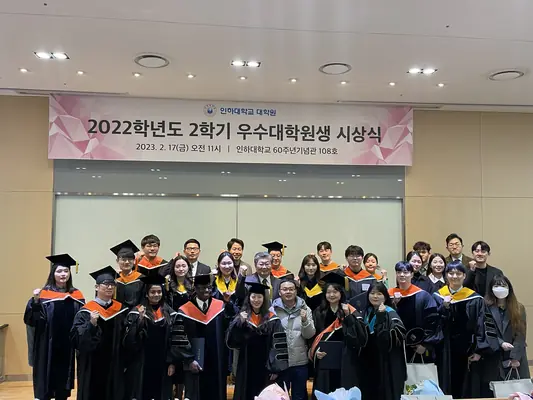 인하대학교 대학원
2022학년도 2학기 우수대학원생 시상식
2023. 2. 17(금) 오전 11시 | 인하대학교 60주년기념관 108호